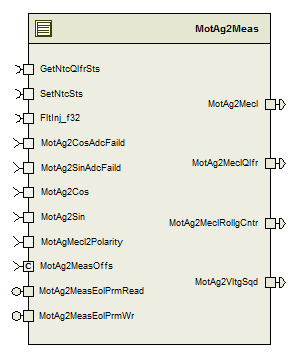 MotAg2Meas
GetNtcQlfrSts
SetNtcSts
FltInj_f32
MotAg2CosAdcFaild
MotAg2SinAdcFaild
MotAg2Cos
MotAg2Sin
MotAgMecl2Polarity
C
MotAg2MeasOffs
MotAg2MeasEolPrmRead
MotAg2MeasEolPrmWr
MotAg2Mecl
MotAg2MeclQlfr
MotAg2MeclRollgCntr
MotAg2VltgSqd